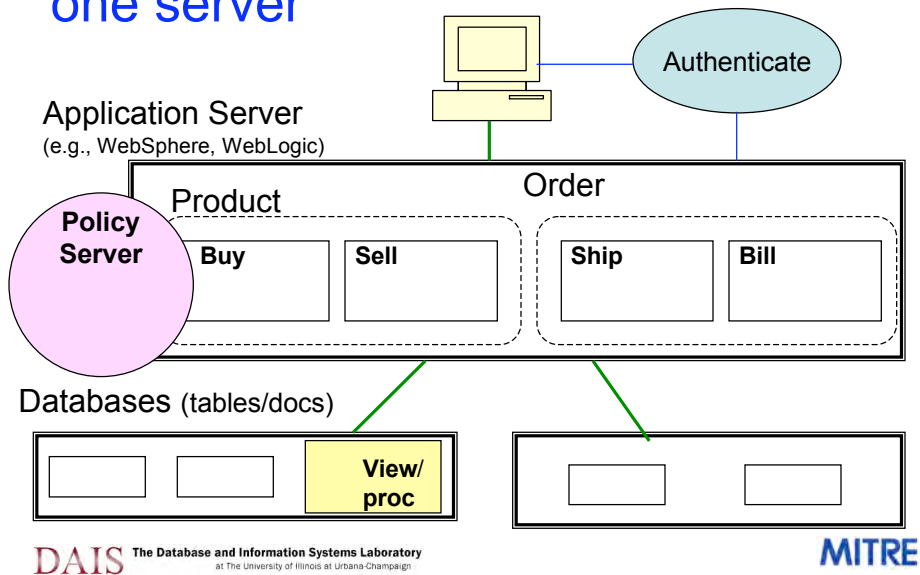 one server
Authenticate
Application Server
(e.g., WebSphere, WebLogic)
Order
Product
Policy
Server
Buy
Sell
Ship
Bill
Databases (tables/docs)
View/
proc
DAIS The Database and Information Systems Laboratory
at The University of Illinois at Urbana-Champaign
MITRE